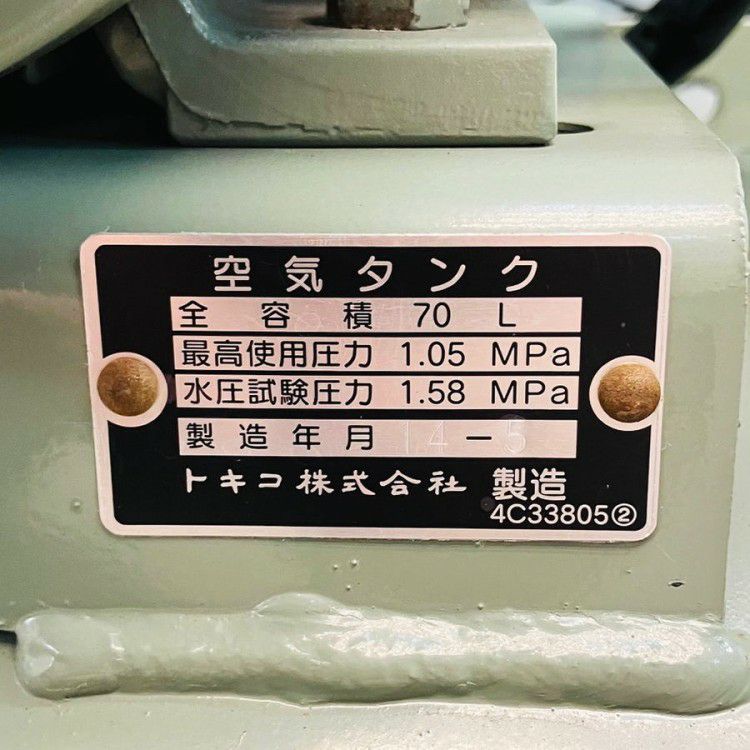 空気タンク
全容積 70 L
最高使用圧力 1.05 MPa
水圧試験圧力 1.58 MPa
製造年月 14-5
トキコ株式会社 製造
4C33805②